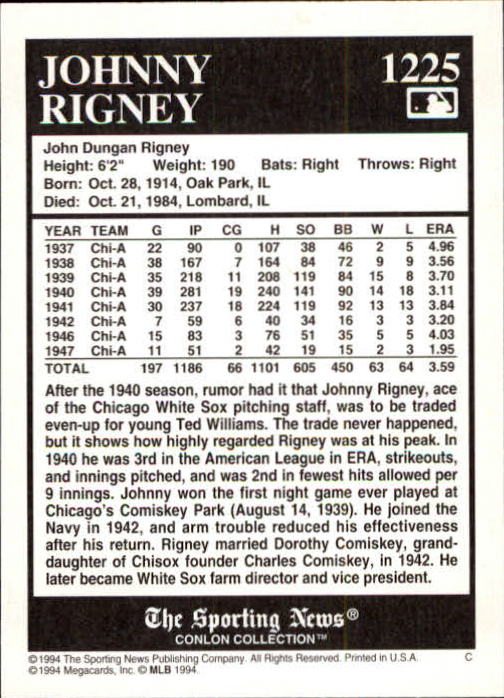 JOHNNY 1225
RIGNEY
John Dungan Rigney
Height: 6'2" Weight: 190 Bats: Right Throws: Right
Born: Oct. 28, 1914, Oak Park, IL
Died: Oct. 21, 1984, Lombard, IL
YEAR TEAM G IP CG H SO BB W L ERA
1937 Chi-A 22 90 0 107 38 46 2 5 4.96
1938 Chi-A 38 167 7 164 84 72 9 9 3.56
1939 Chi-A 35 218 11 208 119 84 15 8 3.70
1940 Chi-A 39 281 19 240 141 90 14 18 3.11
1941 Chi-A 30 237 18 224 119 92 13 13 3.84
1942 Chi-A 7 59 6 40 34 16 3 3 3.20
1946 Chi-A 15 83 3 76 51 35 5 5 4.03
1947 Chi-A 11 51 2 42 19 15 2 3 1.95
TOTAL 197 1186 66 1101 605 450 63 64 3.59
After the 1940 season, rumor had it that Johnny Rigney, ace
of the Chicago White Sox pitching staff, was to be traded
even-up for young Ted Williams. The trade never happened,
but it shows how highly regarded Rigney was at his peak. In
1940 he was 3rd in the American League in ERA, strikeouts,
and innings pitched, and was 2nd in fewest hits allowed per
9 innings. Johnny won the first night game ever played at
Chicago's Comiskey Park (August 14, 1939). He joined the
Navy in 1942, and arm trouble reduced his effectiveness
after his return. Rigney married Dorothy Comiskey, grand-
daughter of Chisox founder Charles Comiskey, in 1942. He
later became White Sox farm director and vice president.
The Sporting News®
CONLON COLLECTION™
©1994 The Sporting News Publishing Company. All Rights Reserved. Printed in U.S.A. C
©1994 Megacards, Inc. © MLB 1994